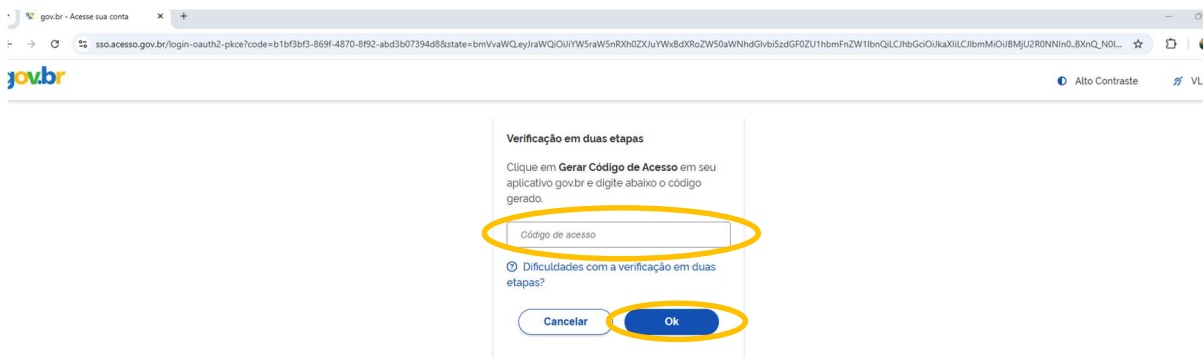 gov.br - Acesse sua conta
sso.acesso.gov.br/login-oauth2-pkce?code=b1bf3bf3-869f-4870-8f92-abd3b07394d8&state=bmVvaWQ.eyJraWQiOiJiYW5raW5nRXh0ZXJuYWxBdXRoZW50aWNhdGlvbi5zdGF0ZU1hbmFnZW1lbnQiLCJhbGciOiJkaXIiLCJlbmMiOiJBMjU2R0NNIn0..BXnQ_N0I...
gov.br
Alto Contraste
VL
Verificação em duas etapas
Clique em Gerar Código de Acesso em seu
aplicativo gov.br e digite abaixo o código
gerado.
Código de acesso
Dificuldades com a verificação em duas
etapas?
Cancelar
Ok